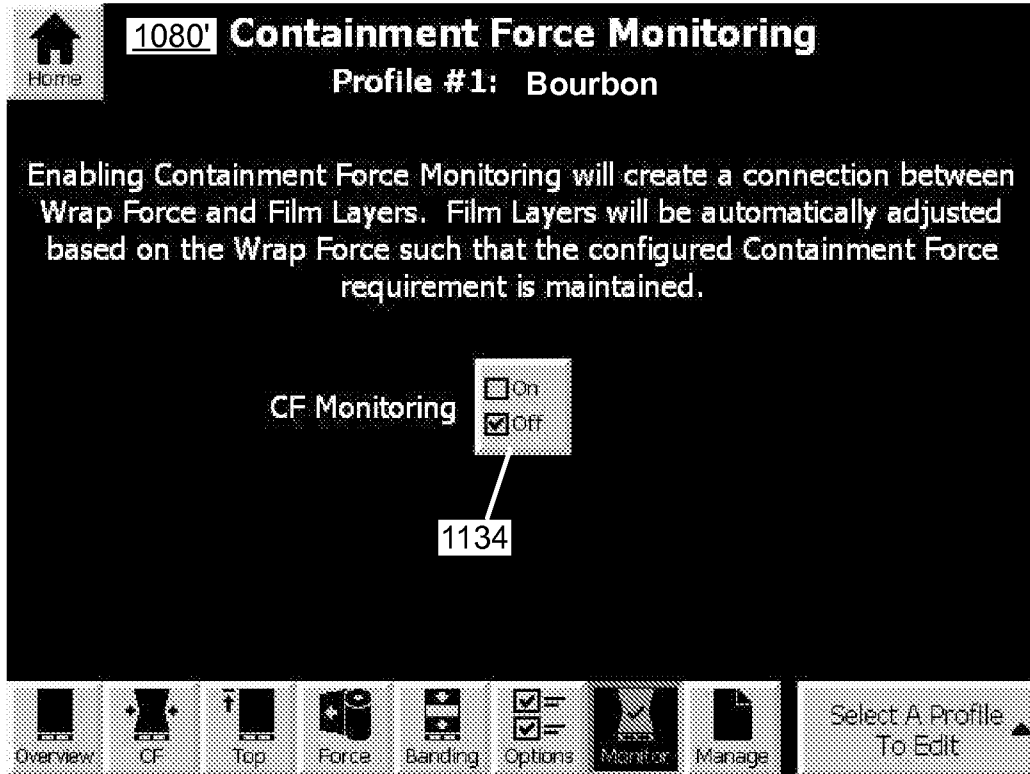 Home
1080' Containment Force Monitoring
Profile #1: Bourbon
Enabling Containment Force Monitoring will create a connection between
Wrap Force and Film Layers. Film Layers will be automatically adjusted
based on the Wrap Force such that the configured Containment Force
requirement is maintained.
CF Monitoring
On
Off
1134
Overview
CF
Top
Force
Banding
Options
Monitor
Manage
Select A Profile
To Edit